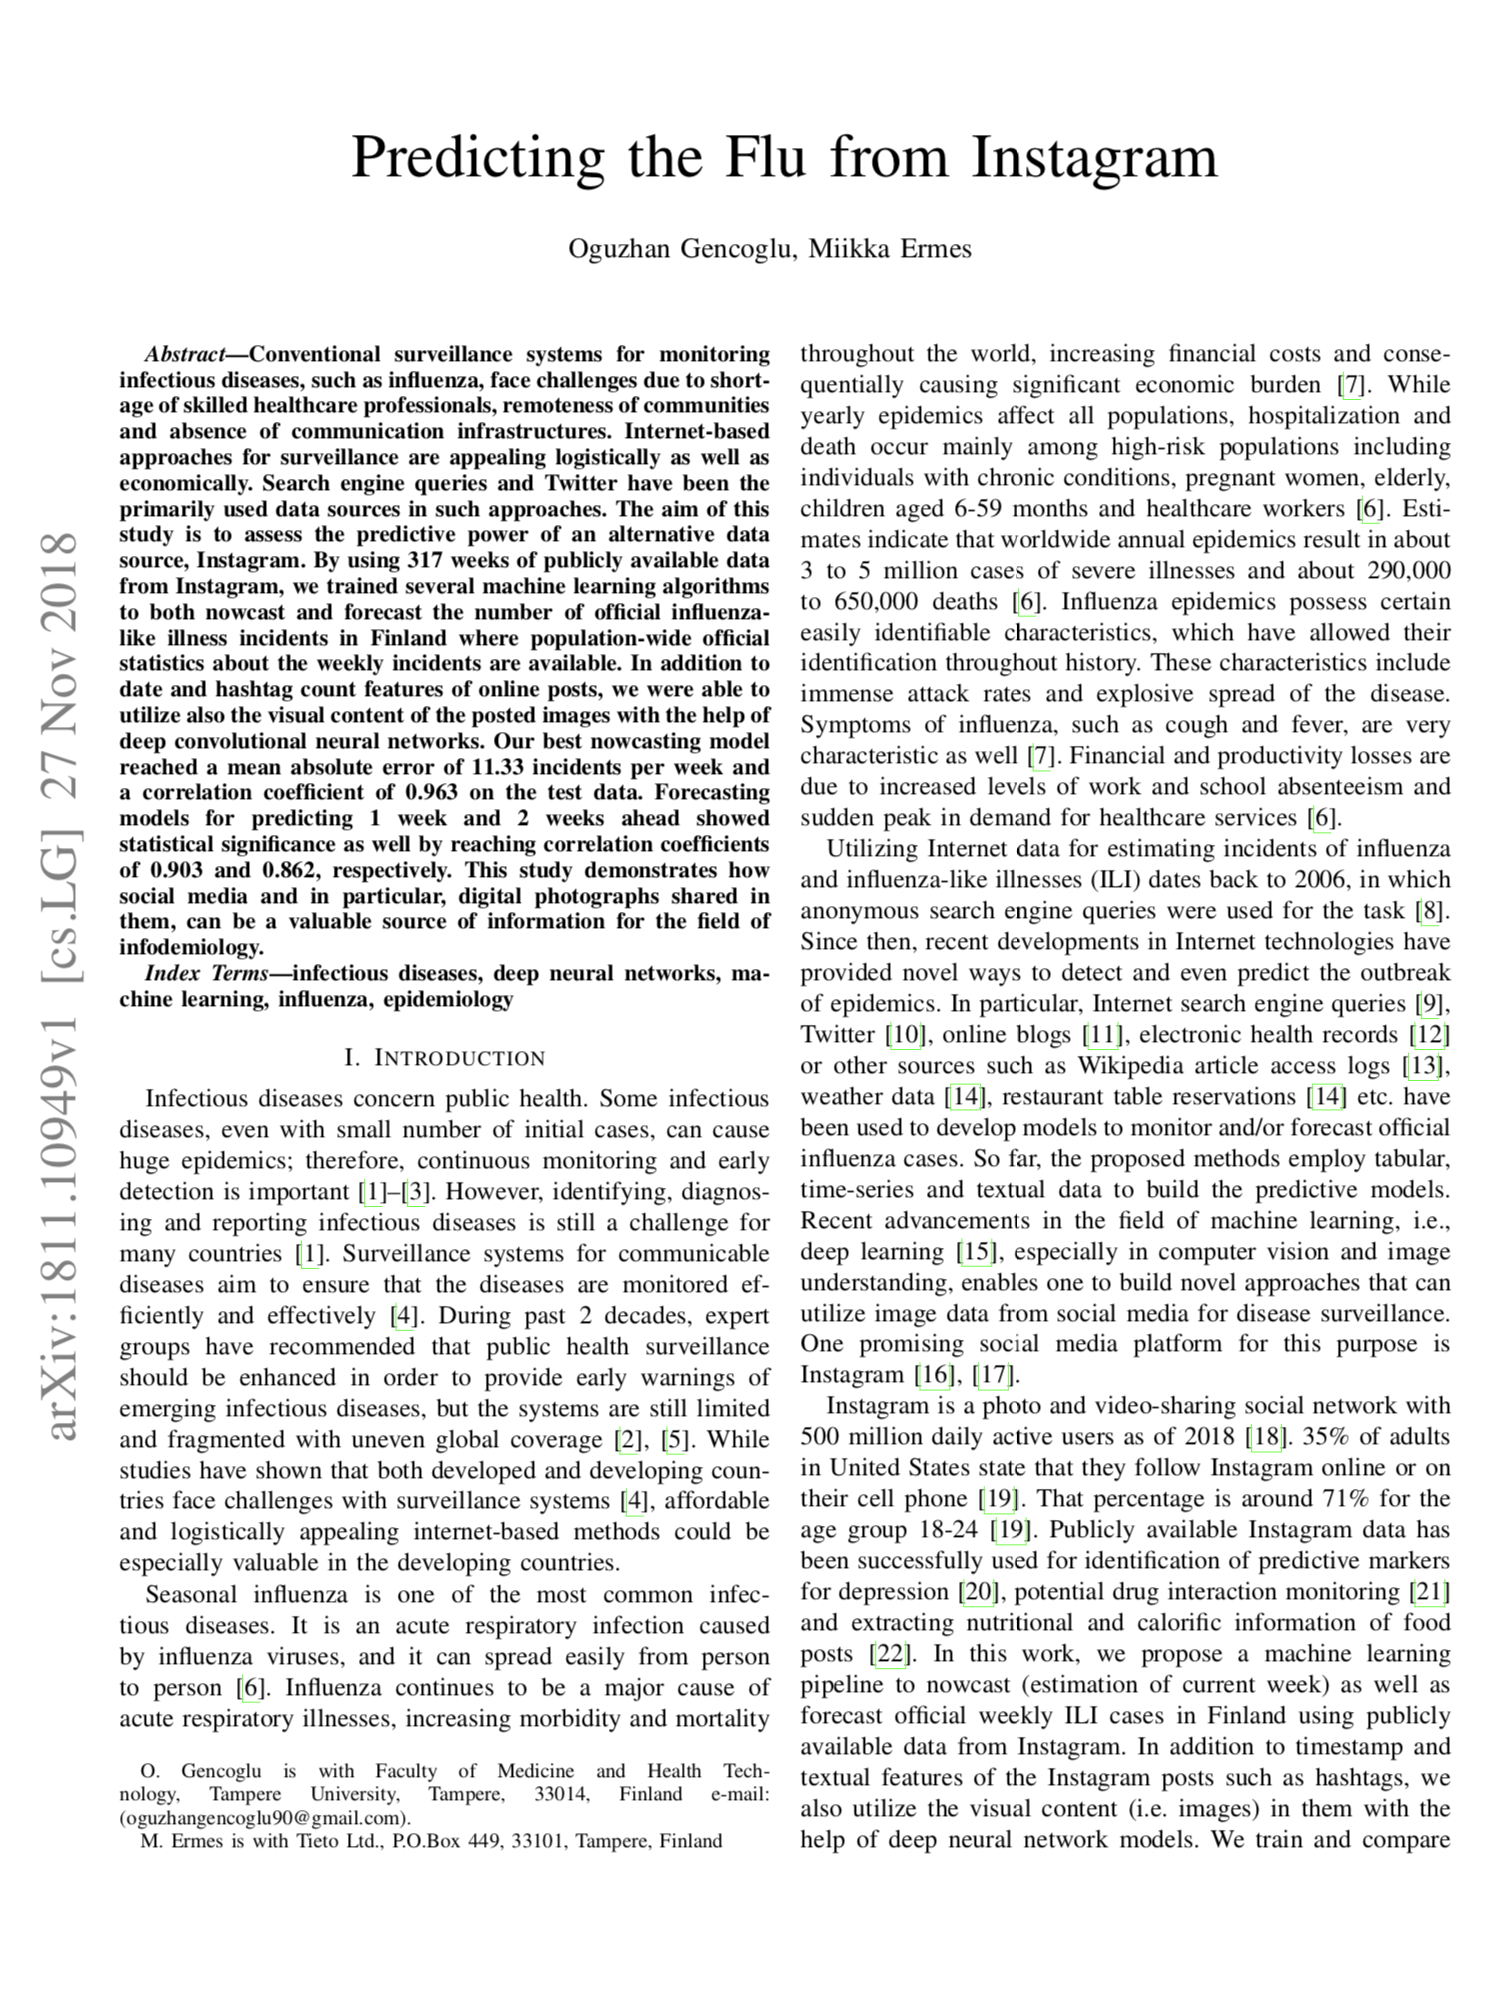 Predicting the Flu from Instagram
Oguzhan Gencoglu, Miikka Ermes
arXiv:1811.10949v1 [cs.LG] 27 Nov 2018
Abstract—Conventional surveillance systems for monitoring
infectious diseases, such as influenza, face challenges due to short-
age of skilled healthcare professionals, remoteness of communities
and absence of communication infrastructures. Internet-based
approaches for surveillance are appealing logistically as well as
economically. Search engine queries and Twitter have been the
primarily used data sources in such approaches. The aim of this
study is to assess the predictive power of an alternative data
source, Instagram. By using 317 weeks of publicly available data
from Instagram, we trained several machine learning algorithms
to both nowcast and forecast the number of official influenza-
like illness incidents in Finland where population-wide official
statistics about the weekly incidents are available. In addition to
date and hashtag count features of online posts, we were able to
utilize also the visual content of the posted images with the help of
deep convolutional neural networks. Our best nowcasting model
reached a mean absolute error of 11.33 incidents per week and
a correlation coefficient of 0.963 on the test data. Forecasting
models for predicting 1 week and 2 weeks ahead showed
statistical significance as well by reaching correlation coefficients
of 0.903 and 0.862, respectively. This study demonstrates how
social media and in particular, digital photographs shared in
them, can be a valuable source of information for the field of
infodemiology.
Index Terms—infectious diseases, deep neural networks, ma-
chine learning, influenza, epidemiology
I. INTRODUCTION
Infectious diseases concern public health. Some infectious
diseases, even with small number of initial cases, can cause
huge epidemics; therefore, continuous monitoring and early
detection is important [1]–[3]. However, identifying, diagnos-
ing and reporting infectious diseases is still a challenge for
many countries [1]. Surveillance systems for communicable
diseases aim to ensure that the diseases are monitored ef-
ficiently and effectively [4]. During past 2 decades, expert
groups have recommended that public health surveillance
should be enhanced in order to provide early warnings of
emerging infectious diseases, but the systems are still limited
and fragmented with uneven global coverage [2], [5]. While
studies have shown that both developed and developing coun-
tries face challenges with surveillance systems [4], affordable
and logistically appealing internet-based methods could be
especially valuable in the developing countries.
Seasonal influenza is one of the most common infec-
tious diseases. It is an acute respiratory infection caused
by influenza viruses, and it can spread easily from person
to person [6]. Influenza continues to be a major cause of
acute respiratory illnesses, increasing morbidity and mortality
O. Gencoglu is with Faculty of Medicine and Health Tech-
nology, Tampere University, Tampere, 33014, Finland e-mail:
(oguzhangencoglu90@gmail.com).
M. Ermes is with Tieto Ltd., P.O.Box 449, 33101, Tampere, Finland
throughout the world, increasing financial costs and conse-
quentially causing significant economic burden [7]. While
yearly epidemics affect all populations, hospitalization and
death occur mainly among high-risk populations including
individuals with chronic conditions, pregnant women, elderly,
children aged 6-59 months and healthcare workers [6]. Esti-
mates indicate that worldwide annual epidemics result in about
3 to 5 million cases of severe illnesses and about 290,000
to 650,000 deaths [6]. Influenza epidemics possess certain
easily identifiable characteristics, which have allowed their
identification throughout history. These characteristics include
immense attack rates and explosive spread of the disease.
Symptoms of influenza, such as cough and fever, are very
characteristic as well [7]. Financial and productivity losses are
due to increased levels of work and school absenteeism and
sudden peak in demand for healthcare services [6].
Utilizing Internet data for estimating incidents of influenza
and influenza-like illnesses (ILI) dates back to 2006, in which
anonymous search engine queries were used for the task [8].
Since then, recent developments in Internet technologies have
provided novel ways to detect and even predict the outbreak
of epidemics. In particular, Internet search engine queries [9],
Twitter [10], online blogs [11], electronic health records [12]
or other sources such as Wikipedia article access logs [13],
weather data [14], restaurant table reservations [14] etc. have
been used to develop models to monitor and/or forecast official
influenza cases. So far, the proposed methods employ tabular,
time-series and textual data to build the predictive models.
Recent advancements in the field of machine learning, i.e.,
deep learning [15], especially in computer vision and image
understanding, enables one to build novel approaches that can
utilize image data from social media for disease surveillance.
One promising social media platform for this purpose is
Instagram [16], [17].
Instagram is a photo and video-sharing social network with
500 million daily active users as of 2018 [18]. 35% of adults
in United States state that they follow Instagram online or on
their cell phone [19]. That percentage is around 71% for the
age group 18-24 [19]. Publicly available Instagram data has
been successfully used for identification of predictive markers
for depression [20], potential drug interaction monitoring [21]
and extracting nutritional and calorific information of food
posts [22]. In this work, we propose a machine learning
pipeline to nowcast (estimation of current week) as well as
forecast official weekly ILI cases in Finland using publicly
available data from Instagram. In addition to timestamp and
textual features of the Instagram posts such as hashtags, we
also utilize the visual content (i.e. images) in them with the
help of deep neural network models. We train and compare